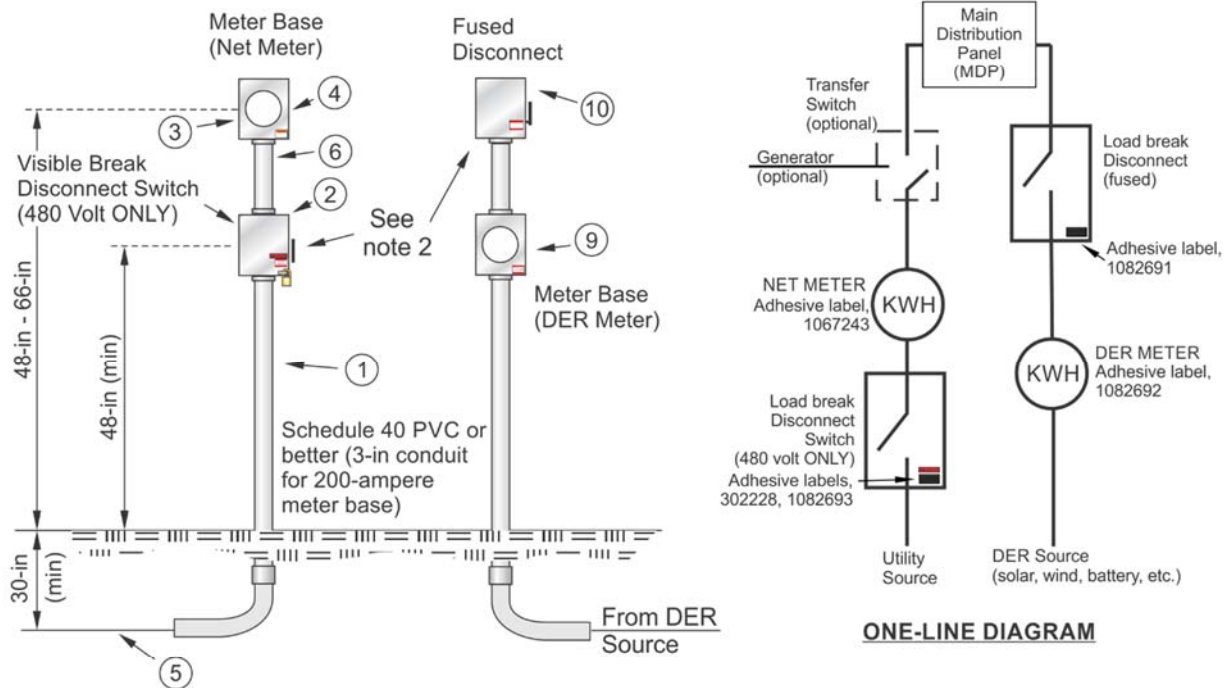 Meter Base
(Net Meter)
Fused
Disconnect
4
3
10
6
Visible Break
Disconnect Switch
(480 Volt ONLY)
2
See
note 2
9
Meter Base
(DER Meter)
48-in - 66-in
48-in (min)
1
Schedule 40 PVC or
better (3-in conduit
for 200-ampere
meter base)
30-in
(min)
5
From DER
Source
Main
Distribution
Panel
(MDP)
Transfer
Switch
(optional)
Generator
(optional)
Load break
Disconnect
(fused)
Adhesive label,
1082691
NET METER
Adhesive label,
1067243
KWH
KWH
DER METER
Adhesive label,
1082692
Load break
Disconnect
Switch
(480 volt ONLY)
Adhesive labels,
302228, 1082693
Utility
Source
DER Source
(solar, wind, battery, etc.)
ONE-LINE DIAGRAM